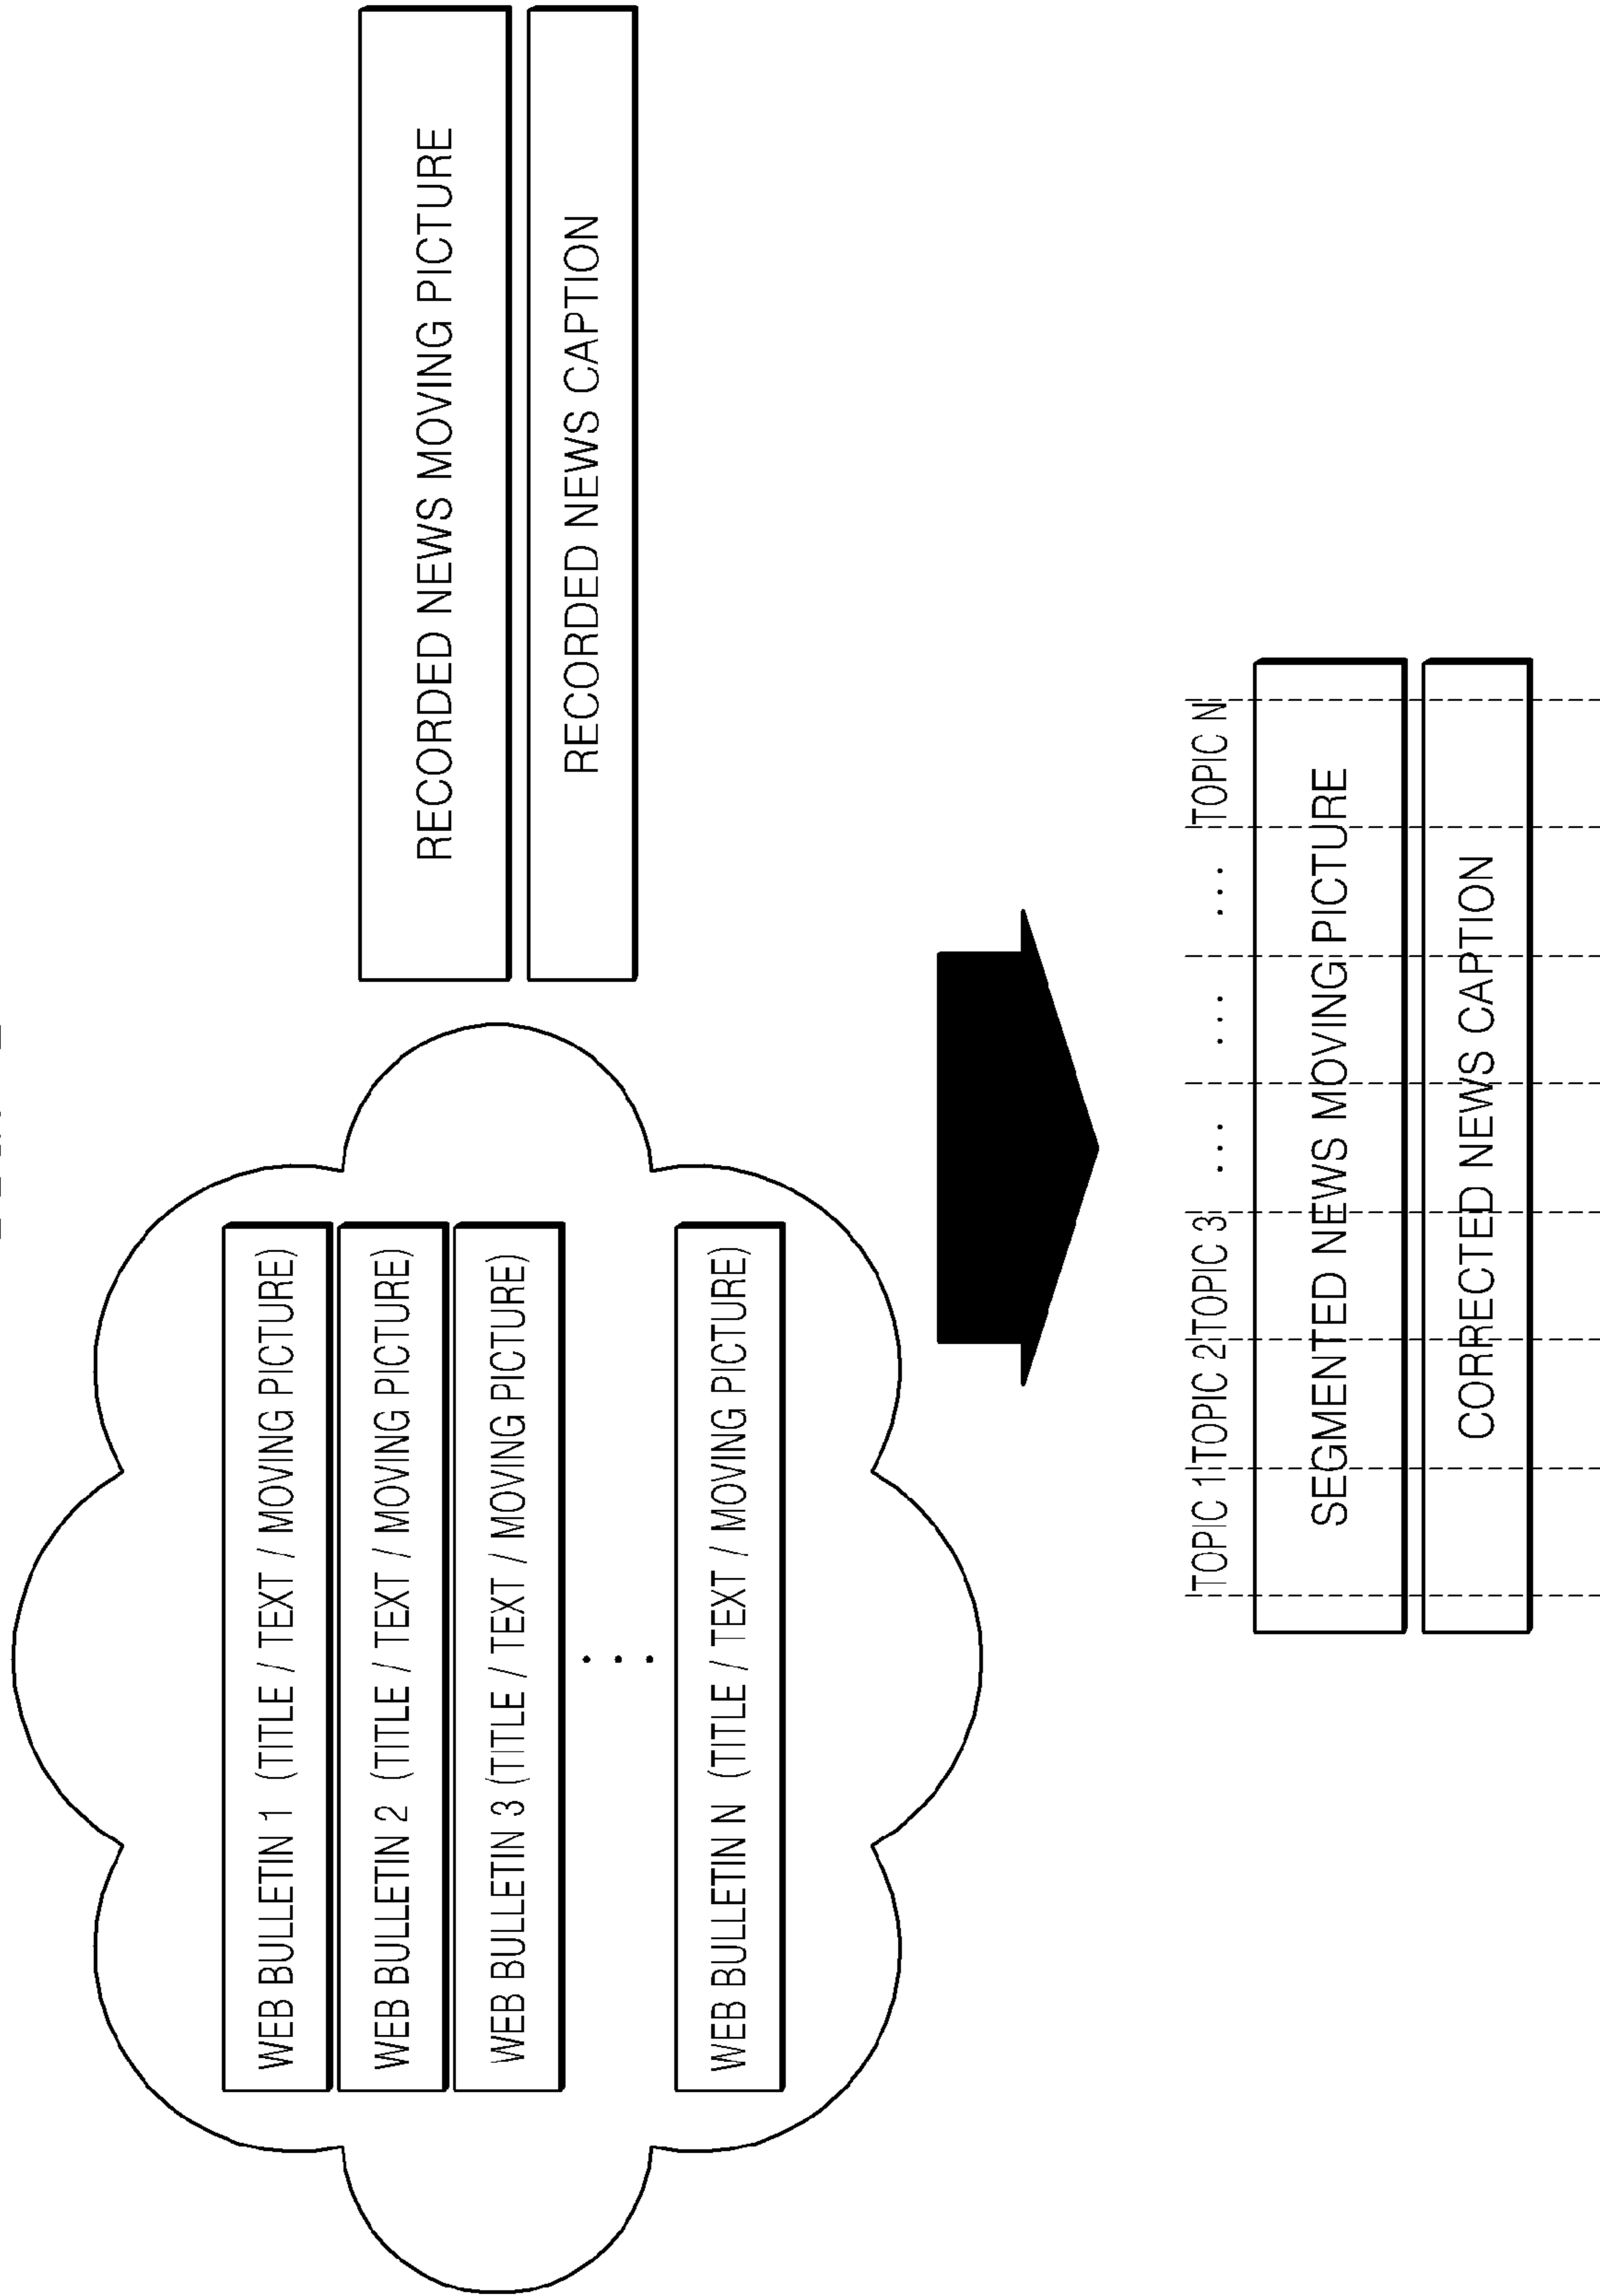 WEB BULLETIN 1 (TITLE / TEXT / MOVING PICTURE)
WEB BULLETIN 2 (TITLE / TEXT / MOVING PICTURE)
WEB BULLETIN 3 (TITLE / TEXT / MOVING PICTURE)
...
WEB BULLETIN N (TITLE / TEXT / MOVING PICTURE)
RECORDED NEWS MOVING PICTURE
RECORDED NEWS CAPTION
TOPIC 1 TOPIC 2 TOPIC 3 ... ... ... TOPIC N
SEGMENTED NEWS MOVING PICTURE
CORRECTED NEWS CAPTION